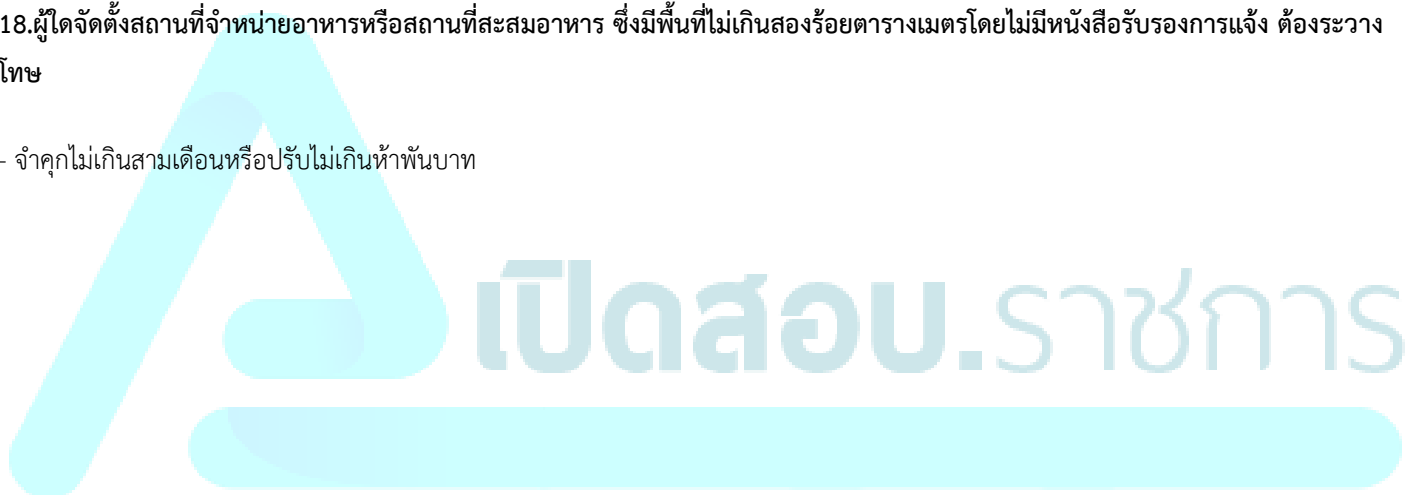 18.ผู้ใดจัดตั้งสถานที่จำหน่ายอาหารหรือสถานที่สะสมอาหาร ซึ่งมีพื้นที่ไม่เกินสองร้อยตารางเมตรโดยไม่มีหนังสือรับรองการแจ้ง ต้องระวาง
โทษ
- จำคุกไม่เกินสามเดือนหรือปรับไม่เกินห้าพันบาท
เปิดสอบ.ราชการ